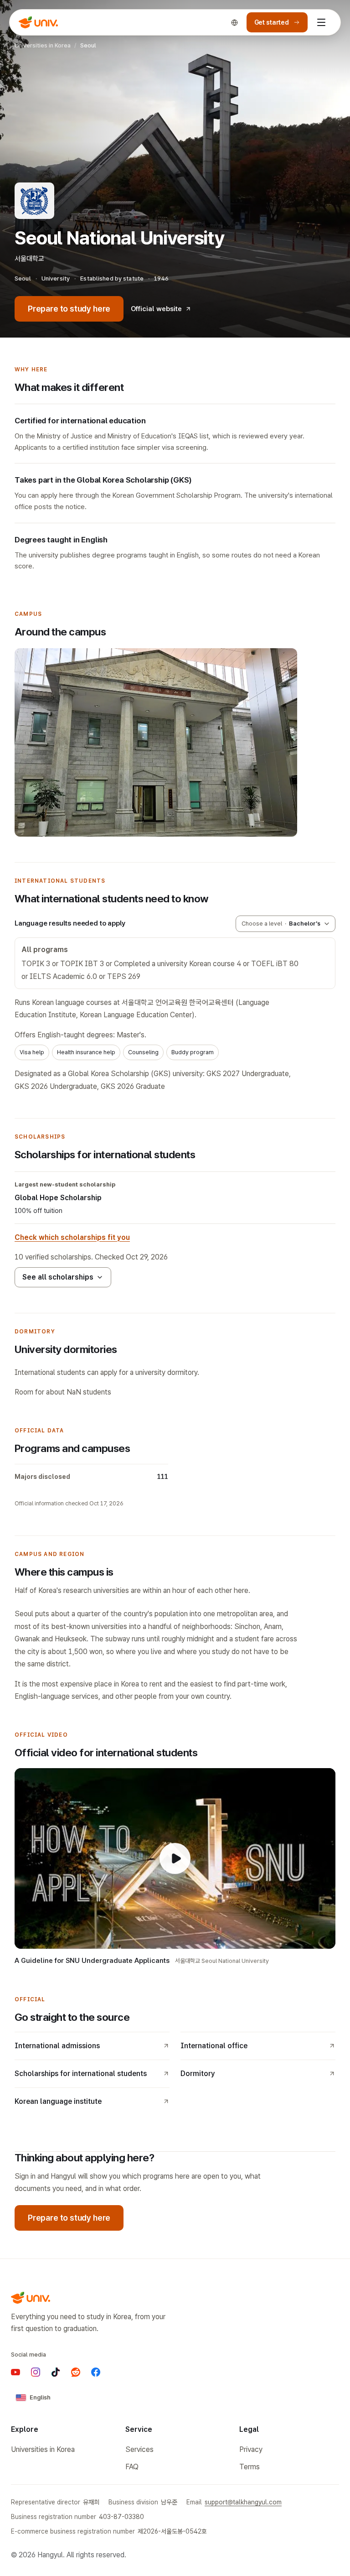 UNIV.
Get started →
Universities in Korea / Seoul
Seoul National University
서울대학교
Seoul · University · Established by statute · 1946
Prepare to study here
Official website ↗
WHY HERE
What makes it different
Certified for international education
On the Ministry of Justice and Ministry of Education's IEQAS list, which is reviewed every year.
Applicants to a certified institution face simpler visa screening.
Takes part in the Global Korea Scholarship (GKS)
You can apply here through the Korean Government Scholarship Program. The university's international
office posts the notice.
Degrees taught in English
The university publishes degree programs taught in English, so some routes do not need a Korean
score.
CAMPUS
Around the campus
INTERNATIONAL STUDENTS
What international students need to know
Language results needed to apply
Choose a level · Bachelor's
All programs
TOPIK 3 or TOPIK IBT 3 or Completed a university Korean course 4 or TOEFL iBT 80
or IELTS Academic 6.0 or TEPS 269
Runs Korean language courses at 서울대학교 언어교육원 한국어교육센터 (Language
Education Institute, Korean Language Education Center).
Offers English-taught degrees: Master's.
Visa help
Health insurance help
Counseling
Buddy program
Designated as a Global Korea Scholarship (GKS) university: GKS 2027 Undergraduate,
GKS 2026 Undergraduate, GKS 2026 Graduate
SCHOLARSHIPS
Scholarships for international students
Largest new-student scholarship
Global Hope Scholarship
100% off tuition
Check which scholarships fit you
10 verified scholarships. Checked Oct 29, 2026
See all scholarships
DORMITORY
University dormitories
International students can apply for a university dormitory.
Room for about NaN students
OFFICIAL DATA
Programs and campuses
Majors disclosed 111
Official information checked Oct 17, 2026
CAMPUS AND REGION
Where this campus is
Half of Korea's research universities are within an hour of each other here.
Seoul puts about a quarter of the country's population into one metropolitan area, and
most of its best-known universities into a handful of neighborhoods: Sinchon, Anam,
Gwanak and Heukseok. The subway runs until roughly midnight and a student fare across
the city is about 1,500 won, so where you live and where you study do not have to be
the same district.
It is the most expensive place in Korea to rent and the easiest to find part-time work,
English-language services, and other people from your own country.
OFFICIAL VIDEO
Official video for international students
HOW TO
APPLY SNU
A Guideline for SNU Undergraduate Applicants 서울대학교 Seoul National University
OFFICIAL
Go straight to the source
International admissions ↗
International office ↗
Scholarships for international students ↗
Dormitory ↗
Korean language institute ↗
Thinking about applying here?
Sign in and Hangyul will show you which programs here are open to you, what
documents you need, and in what order.
Prepare to study here
UNIV.
Everything you need to study in Korea, from your
first question to graduation.
Social media
English
Explore
Service
Legal
Universities in Korea
Services
Privacy
FAQ
Terms
Representative director 유재희 Business division 남우준 Email support@talkhangyul.com
Business registration number 403-87-03380
E-commerce business registration number 제2026-서울도봉-0542호
© 2026 Hangyul. All rights reserved.